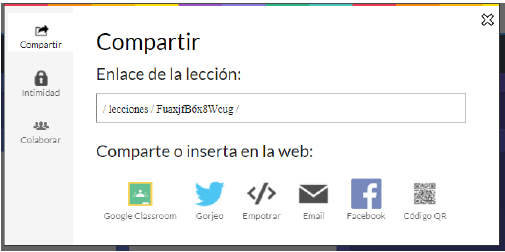 Compartir
Intimidad
Colaborar
Compartir
Enlace de la lección:
/ lecciones / FuaxjfB6x8Wcug /
Comparte o inserta en la web:
Google Classroom Gorjeo Empotrar Email Facebook Código QR